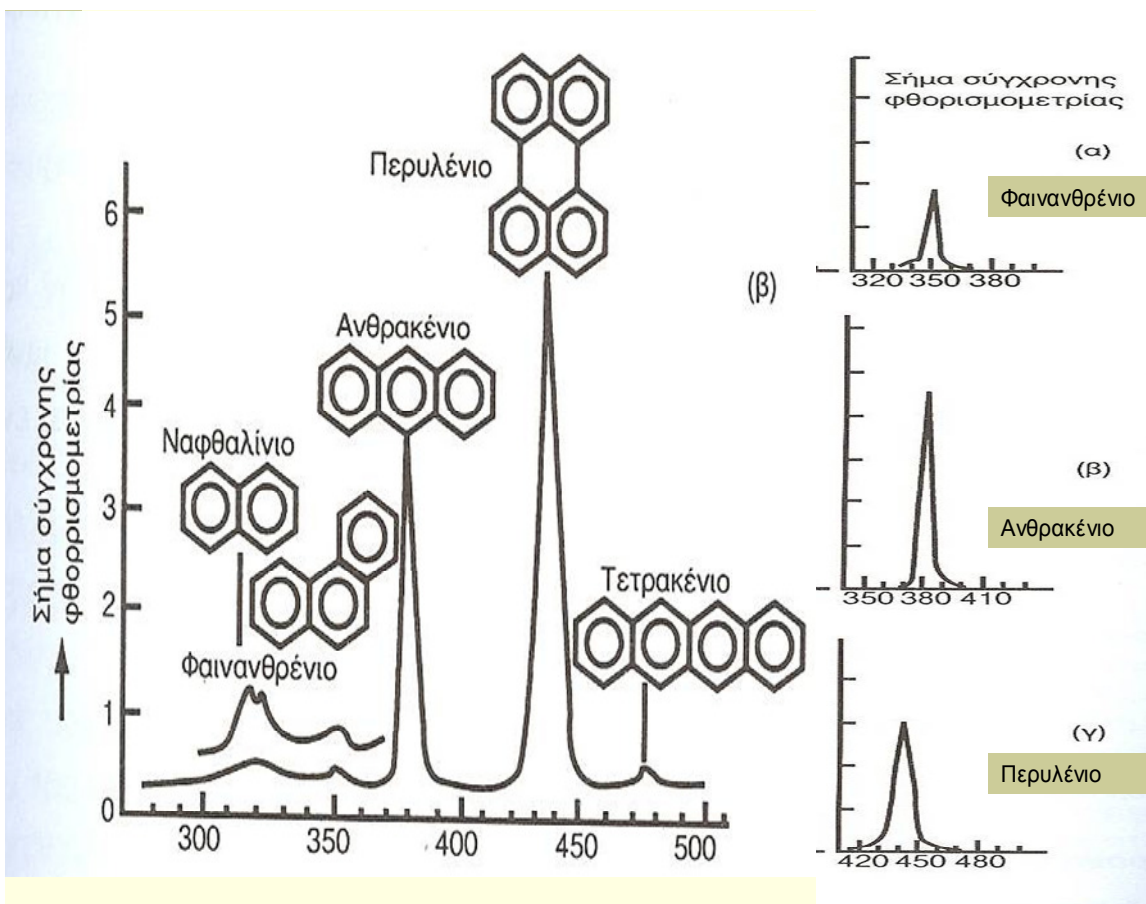 Περυλένιο
6
(β)
5
Ανθρακένιο
4
Ναφθαλίνιο
3
2
Τετρακένιο
Φαινανθρένιο
1
0
Σήμα σύγχρονης
φθορρισμομετρίας
300 350 400 450 500
Σήμα σύγχρονης
φθορισμομετρίας
(α)
Φαινανθρένιο
320 350 380
(β)
Ανθρακένιο
350 380 410
(γ)
Περυλένιο
420 450 480